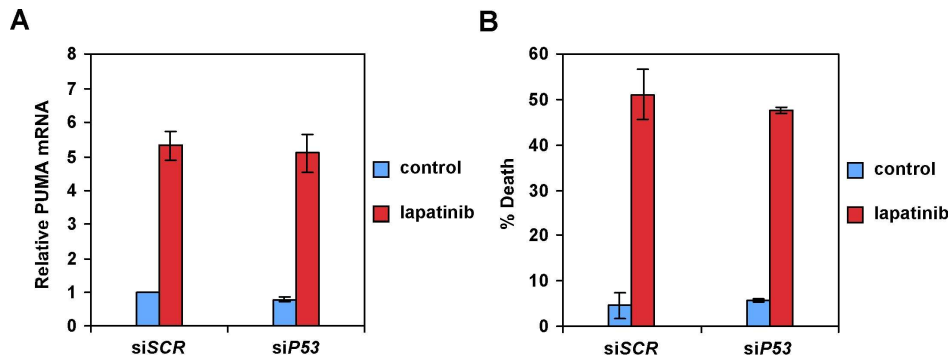 A
Relative PUMA mRNA
8
7
6
5
4
3
2
1
0
siSCR
siP53
control
lapatinib
B
% Death
60
50
40
30
20
10
0
siSCR
siP53
control
lapatinib